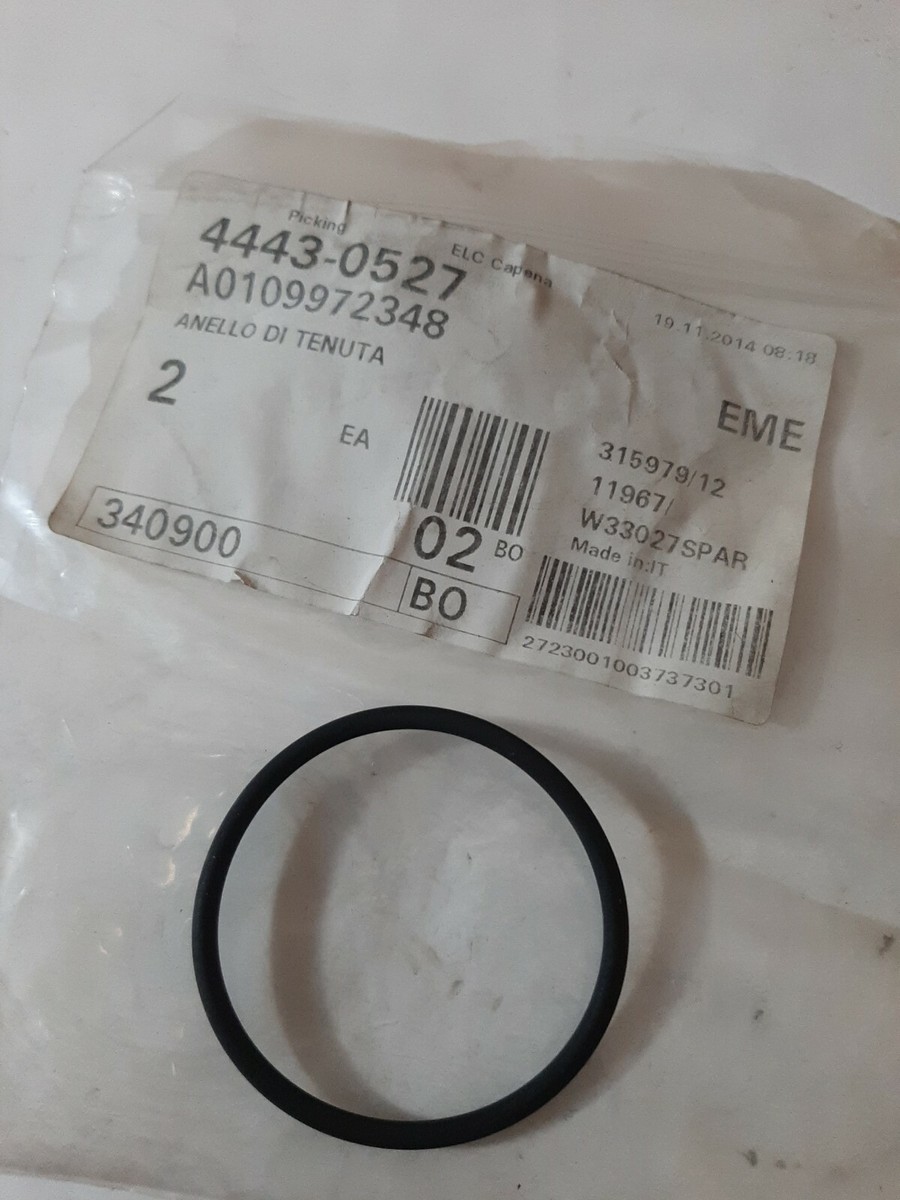 Picking
4443-0527
ELC Capena
A0109972348
19.11.2014 08:18
ANELLO DI TENUTA
2
EA
EME
315979/12
11967/
W33027SPAR
Made in:IT
340900
02 BO
BO
2723001003737301